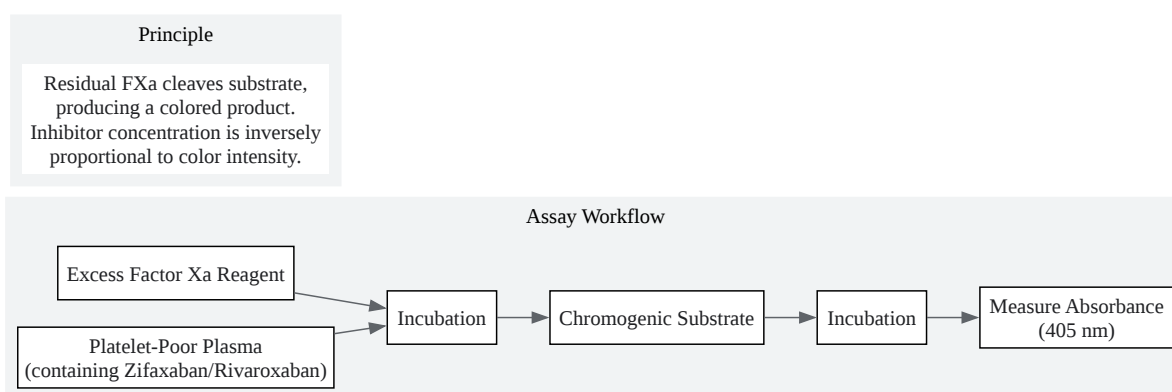 Principle
Residual FXa cleaves substrate,
producing a colored product.
Inhibitor concentration is inversely
proportional to color intensity.
Assay Workflow
Excess Factor Xa Reagent
Platelet-Poor Plasma
(containing Zifaxaban/Rivaroxaban)
Incubation
Chromogenic Substrate
Incubation
Measure Absorbance
(405 nm)